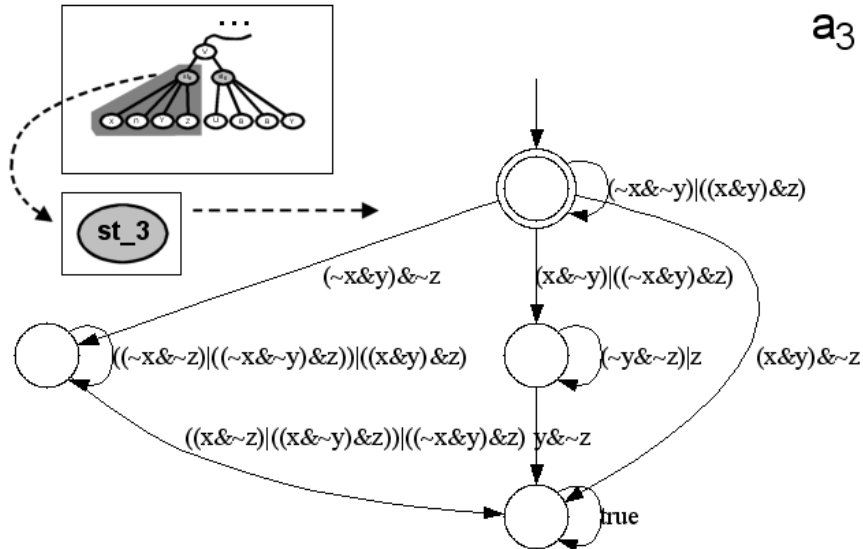 ...
a3
V
x n Y z U a a Y
st_3
(~x&~y)|((x&y)&z)
(~x&y)&~z
(x&~y)|((~x&y)&z)
((~x&~z)|((~x&~y)&z))|((x&y)&z)
(~y&~z)|z
(x&y)&~z
((x&~z)|((x&~y)&z))|((~x&y)&z)
y&~z
true